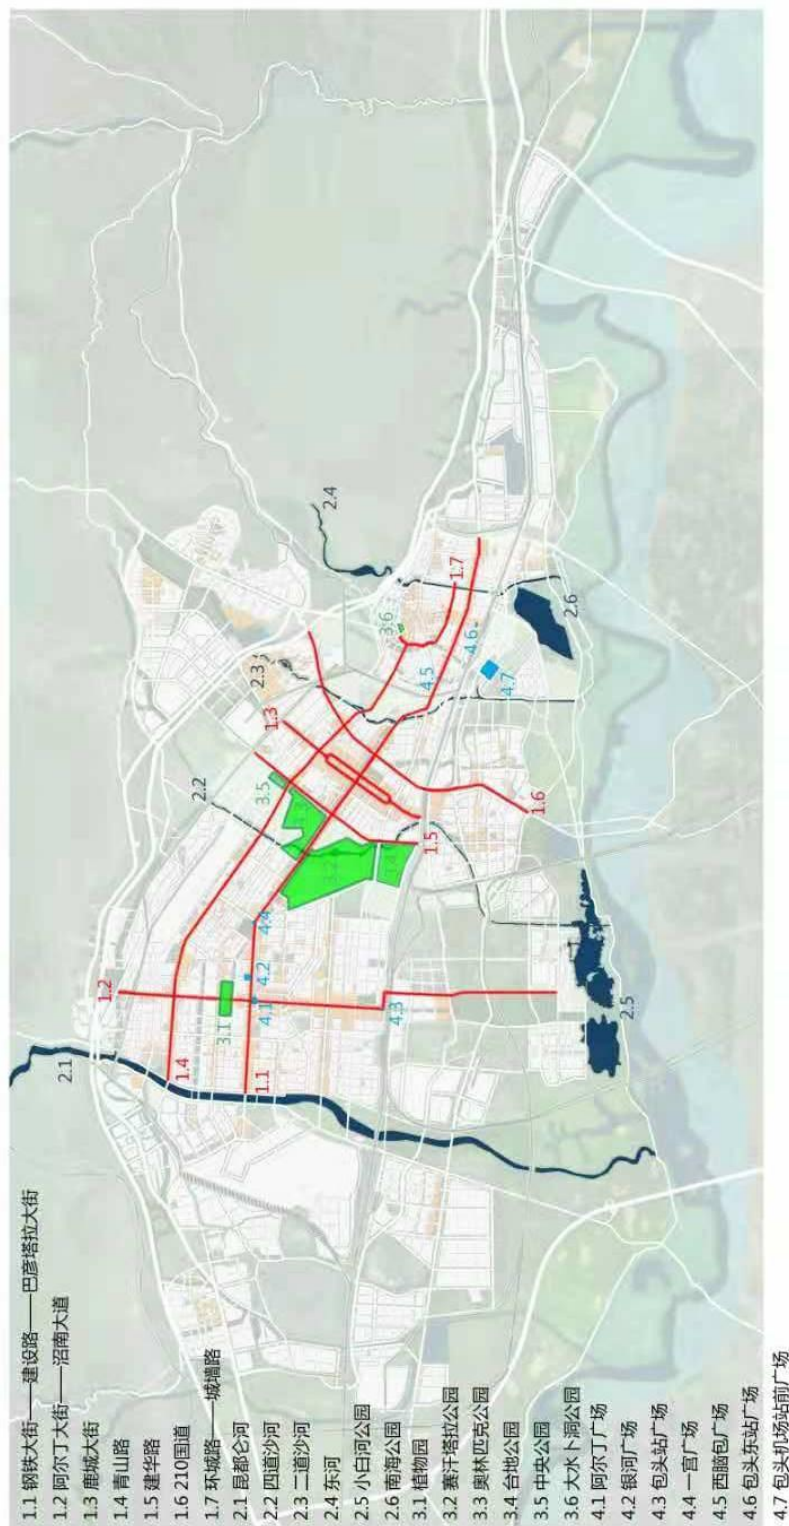 1.1 钢铁大街——建设路——巴彦塔拉大街
1.2 阿尔丁大街——沼南大道
1.3 鹿城大街
1.4 青山路
1.5 建华路
1.6 210国道
1.7 环城路——城墙路
2.1 昆都仑河
2.2 四道沙河
2.3 二道沙河
2.4 东河
2.5 小白河公园
2.6 南海公园
3.1 植物园
3.2 赛汗塔拉公园
3.3 奥林匹克公园
3.4 台地公园
3.5 中央公园
3.6 大水卜洞公园
4.1 阿尔丁广场
4.2 银河广场
4.3 包头站广场
4.4 一宫广场
4.5 西脑包广场
4.6 包头东站广场
4.7 包头机场站前广场
2.1
1.4
1.1
1.2
3.1
4.1
4.2
4.3
4.4
2.5
2.2
3.5
3.3
3.2
3.4
1.5
1.3
2.3
1.6
3.6
4.5
4.6
4.7
1.7
2.4
2.6